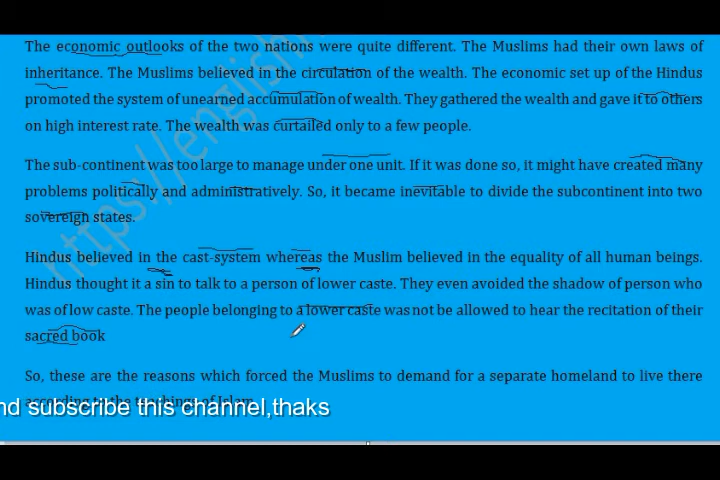 The economic outlooks of the two nations were quite different. The Muslims had their own laws of
inheritance. The Muslims believed in the circulation of the wealth. The economic set up of the Hindus
promoted the system of unearned accumulation of wealth. They gathered the wealth and gave it to others
on high interest rate. The wealth was curtailed only to a few people.
The sub-continent was too large to manage under one unit. If it was done so, it might have created many
problems politically and administratively. So, it became inevitable to divide the subcontinent into two
sovereign states.
Hindus believed in the cast-system whereas the Muslim believed in the equality of all human beings.
Hindus thought it a sin to talk to a person of lower caste. They even avoided the shadow of person who
was of low caste. The people belonging to a lower caste was not be allowed to hear the recitation of their
sacred book
So, these are the reasons which forced the Muslims to demand for a separate homeland to live there
according to the teachings of Islam
nd subscribe this channel,thaks
https://english